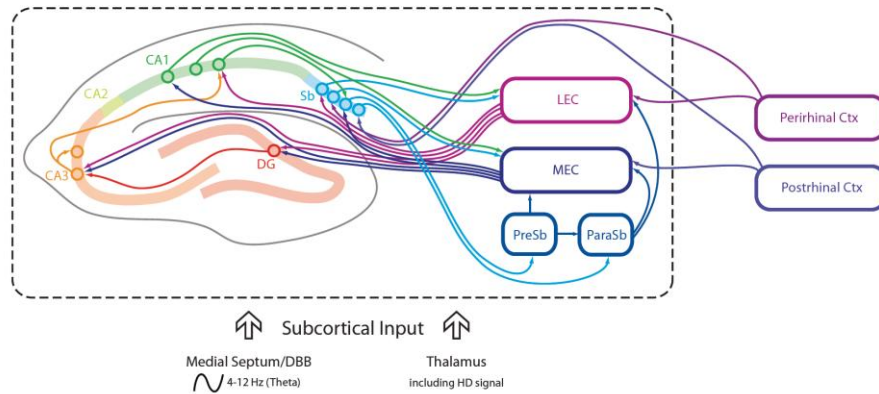 CA1
CA2
Sb
LEC
Perirhinal Ctx
CA3
DG
MEC
Postrhinal Ctx
PreSb
ParaSb
Subcortical Input
Medial Septum/DBB
4-12 Hz (Theta)
Thalamus
including HD signal